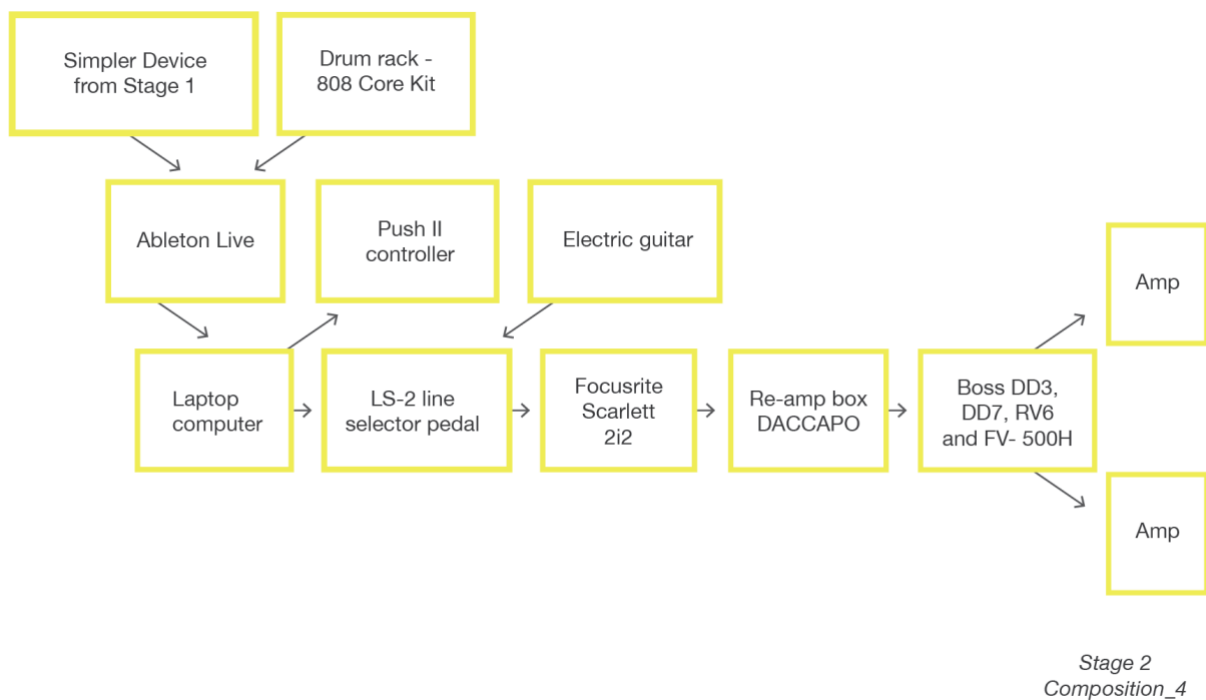 Simpler Device
from Stage 1
Drum rack -
808 Core Kit
Ableton Live
Push II
controller
Electric guitar
Amp
Laptop
computer
LS-2 line
selector pedal
Focusrite
Scarlett
2i2
Re-amp box
DACCAPO
Boss DD3,
DD7, RV6
and FV- 500H
Amp
Stage 2
Composition_4